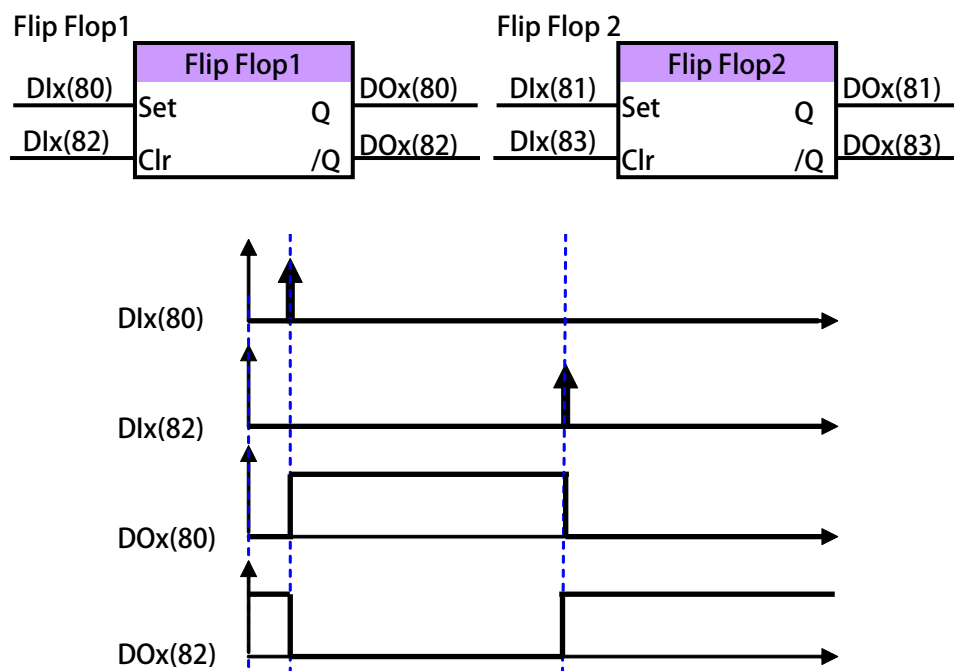 Flip Flop1
Flip Flop1
DIx(80)
Set
Q
DOx(80)
DIx(82)
Clr
/Q
DOx(82)
Flip Flop 2
Flip Flop2
DIx(81)
Set
Q
DOx(81)
DIx(83)
Clr
/Q
DOx(83)
DIx(80)
DIx(82)
DOx(80)
DOx(82)